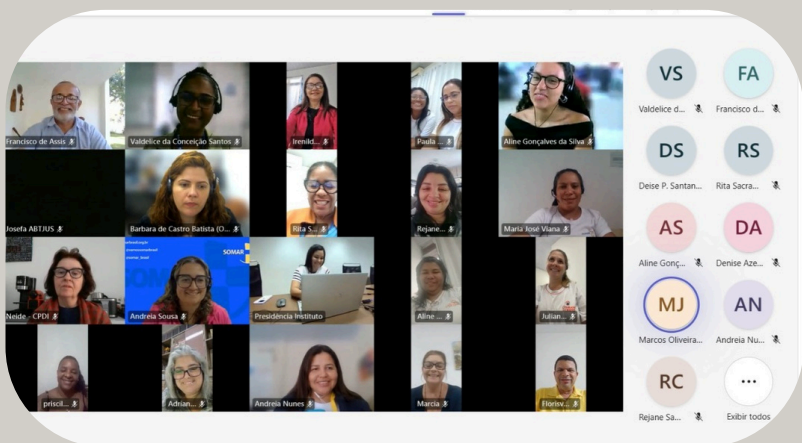 Francisco de Assis
Valdelice da Conceição Santos
Irenild...
Paula ...
Aline Gonçalves da Silva
Josefa ABTJUS
Barbara de Castro Batista (O...
Rita S...
Rejane...
Maria José Viana
Neide - CPDI
SOMAR
Andreia Sousa
Presidência Instituto
Aline ...
Julian...
priscil...
Adrian...
Andreia Nunes
Marcia
Florisv...
VS
FA
Valdelice d...
Francisco d...
DS
RS
Deise P. Santan...
Rita Sacra...
AS
DA
Aline Gonç...
Denise Aze...
MJ
AN
Marcos Oliveira...
Andreia Nu...
RC
...
Rejane Sa...
Exibir todos